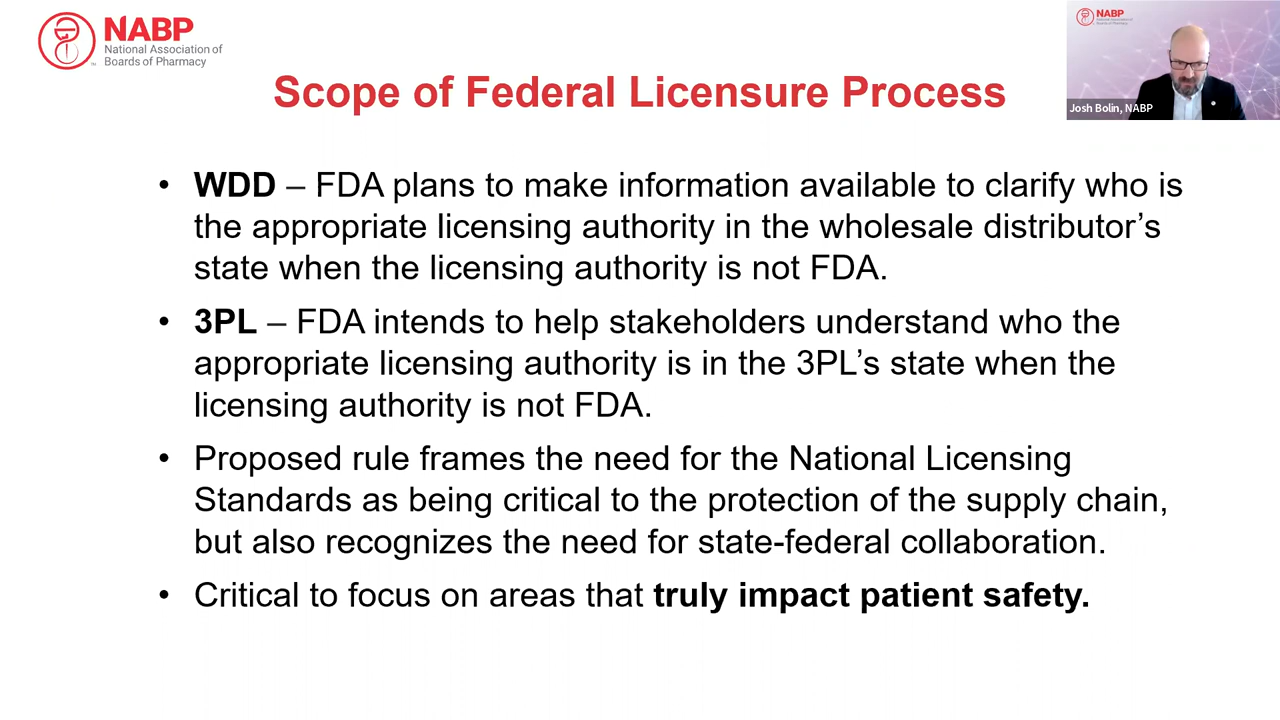 NABP
National Association of
Boards of Pharmacy
Scope of Federal Licensure Process
NABP
Josh Bolin, NABP
• WDD – FDA plans to make information available to clarify who is
the appropriate licensing authority in the wholesale distributor’s
state when the licensing authority is not FDA.
• 3PL – FDA intends to help stakeholders understand who the
appropriate licensing authority is in the 3PL’s state when the
licensing authority is not FDA.
• Proposed rule frames the need for the National Licensing
Standards as being critical to the protection of the supply chain,
but also recognizes the need for state-federal collaboration.
• Critical to focus on areas that truly impact patient safety.